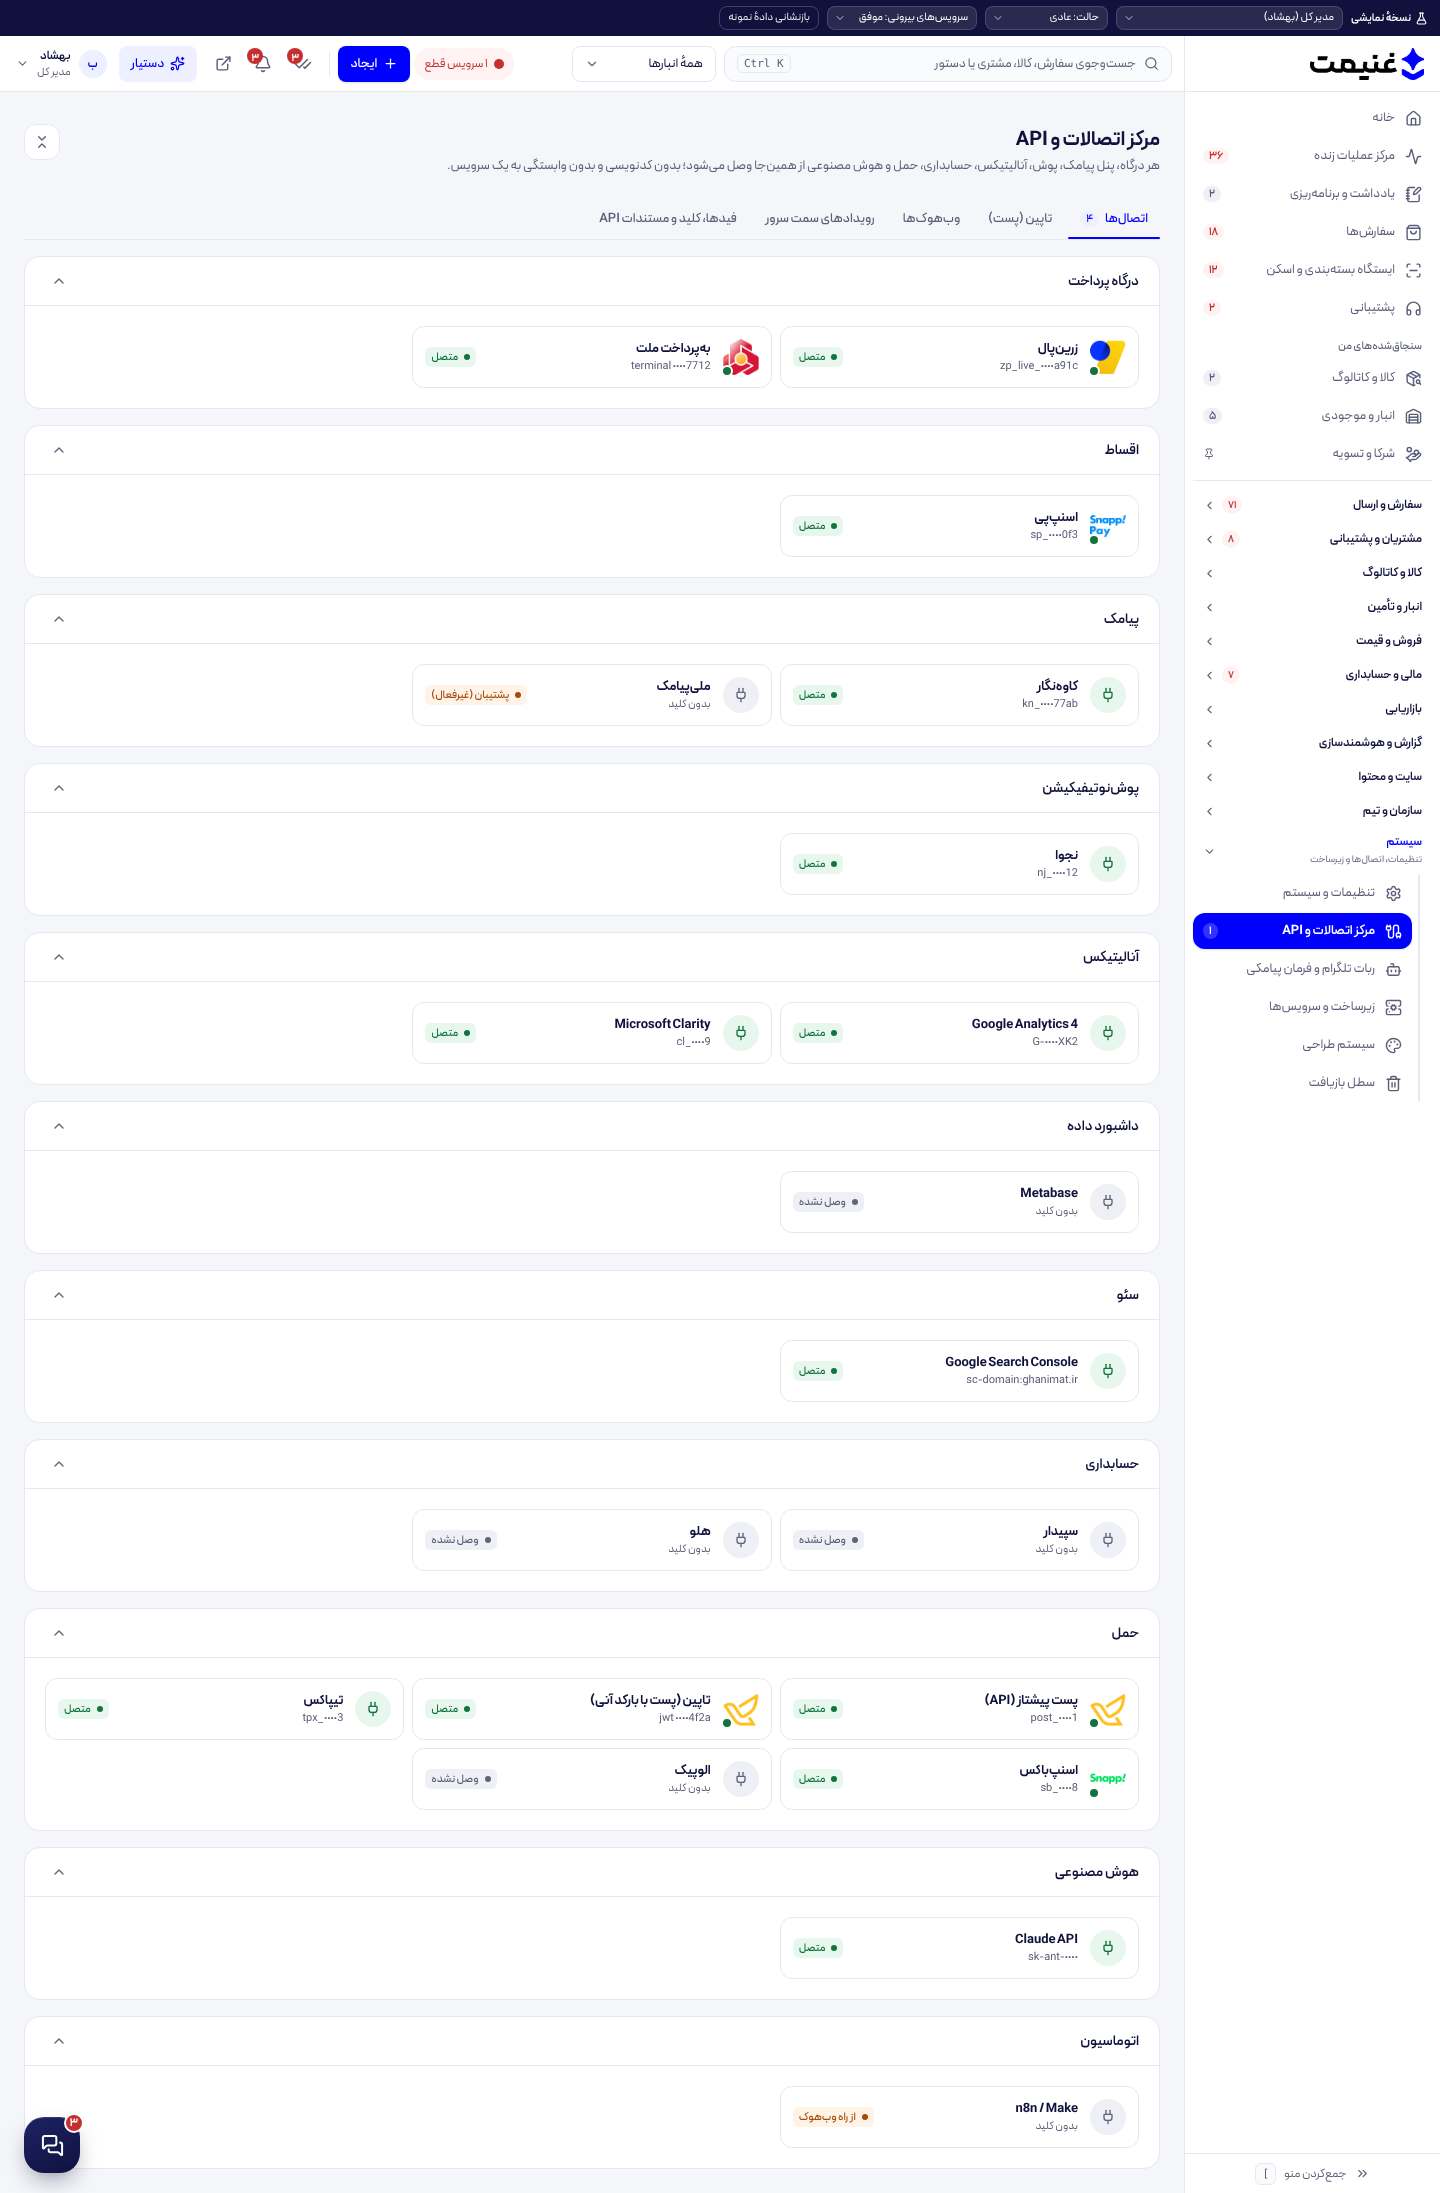 نسخهٔ نمایشی
مدیر کل (بهشاد)
حالت: عادی
سرویس‌های بیرونی: موفق
بازنشانی دادهٔ نمونه
غنیمت
جست‌وجوی سفارش، کالا، مشتری یا دستور
Ctrl K
همهٔ انبارها
۱ سرویس قطع
ایجاد
۳
۳
دستیار
ب
بهشاد
مدیر کل
خانه
مرکز عملیات زنده ۳۶
یادداشت و برنامه‌ریزی ۲
سفارش‌ها ۱۸
ایستگاه بسته‌بندی و اسکن ۱۲
پشتیبانی ۲
سنجاق‌شده‌های من
کالا و کاتالوگ ۲
انبار و موجودی ۵
شرکا و تسویه
سفارش و ارسال ۷۱
مشتریان و پشتیبانی ۸
کالا و کاتالوگ
انبار و تأمین
فروش و قیمت
مالی و حسابداری ۷
بازاریابی
گزارش و هوشمندسازی
سایت و محتوا
سازمان و تیم
سیستم
تنظیمات، اتصال‌ها و زیرساخت
تنظیمات و سیستم
مرکز اتصالات و API ۱
ربات تلگرام و فرمان پیامکی
زیرساخت و سرویس‌ها
سیستم طراحی
سطل بازیافت
جمع‌کردن منو [
مرکز اتصالات و API
هر درگاه، پنل پیامک، پوش، آنالیتیکس، حسابداری، حمل و هوش مصنوعی از همین‌جا وصل می‌شود؛ بدون کدنویسی و بدون وابستگی به یک سرویس.
اتصال‌ها ۴
تاپین (پست)
وب‌هوک‌ها
رویدادهای سمت سرور
فیدها، کلید و مستندات API
درگاه پرداخت
زرین‌پال
zp_live_••••a91c
متصل
به‌پرداخت ملت
terminal ••••7712
متصل
اقساط
Snapp!
Pay
اسنپ‌پی
sp_••••0f3
متصل
پیامک
کاوه‌نگار
kn_••••77ab
متصل
ملی‌پیامک
بدون کلید
پشتیبان (غیرفعال)
پوش‌نوتیفیکیشن
نجوا
nj_••••12
متصل
آنالیتیکس
Google Analytics 4
G-••••XK2
متصل
Microsoft Clarity
cl_••••9
متصل
داشبورد داده
Metabase
بدون کلید
وصل نشده
سئو
Google Search Console
sc-domain:ghanimat.ir
متصل
حسابداری
سپیدار
بدون کلید
وصل نشده
هلو
بدون کلید
وصل نشده
حمل
پست پیشتاز (API)
post_••••1
متصل
تاپین (پست با بارکد آنی)
jwt ••••4f2a
متصل
تیپاکس
tpx_••••3
متصل
Snapp!
اسنپ‌باکس
sb_••••8
متصل
الوپیک
بدون کلید
وصل نشده
هوش مصنوعی
Claude API
sk-ant-••••
متصل
اتوماسیون
n8n / Make
بدون کلید
از راه وب‌هوک
۳